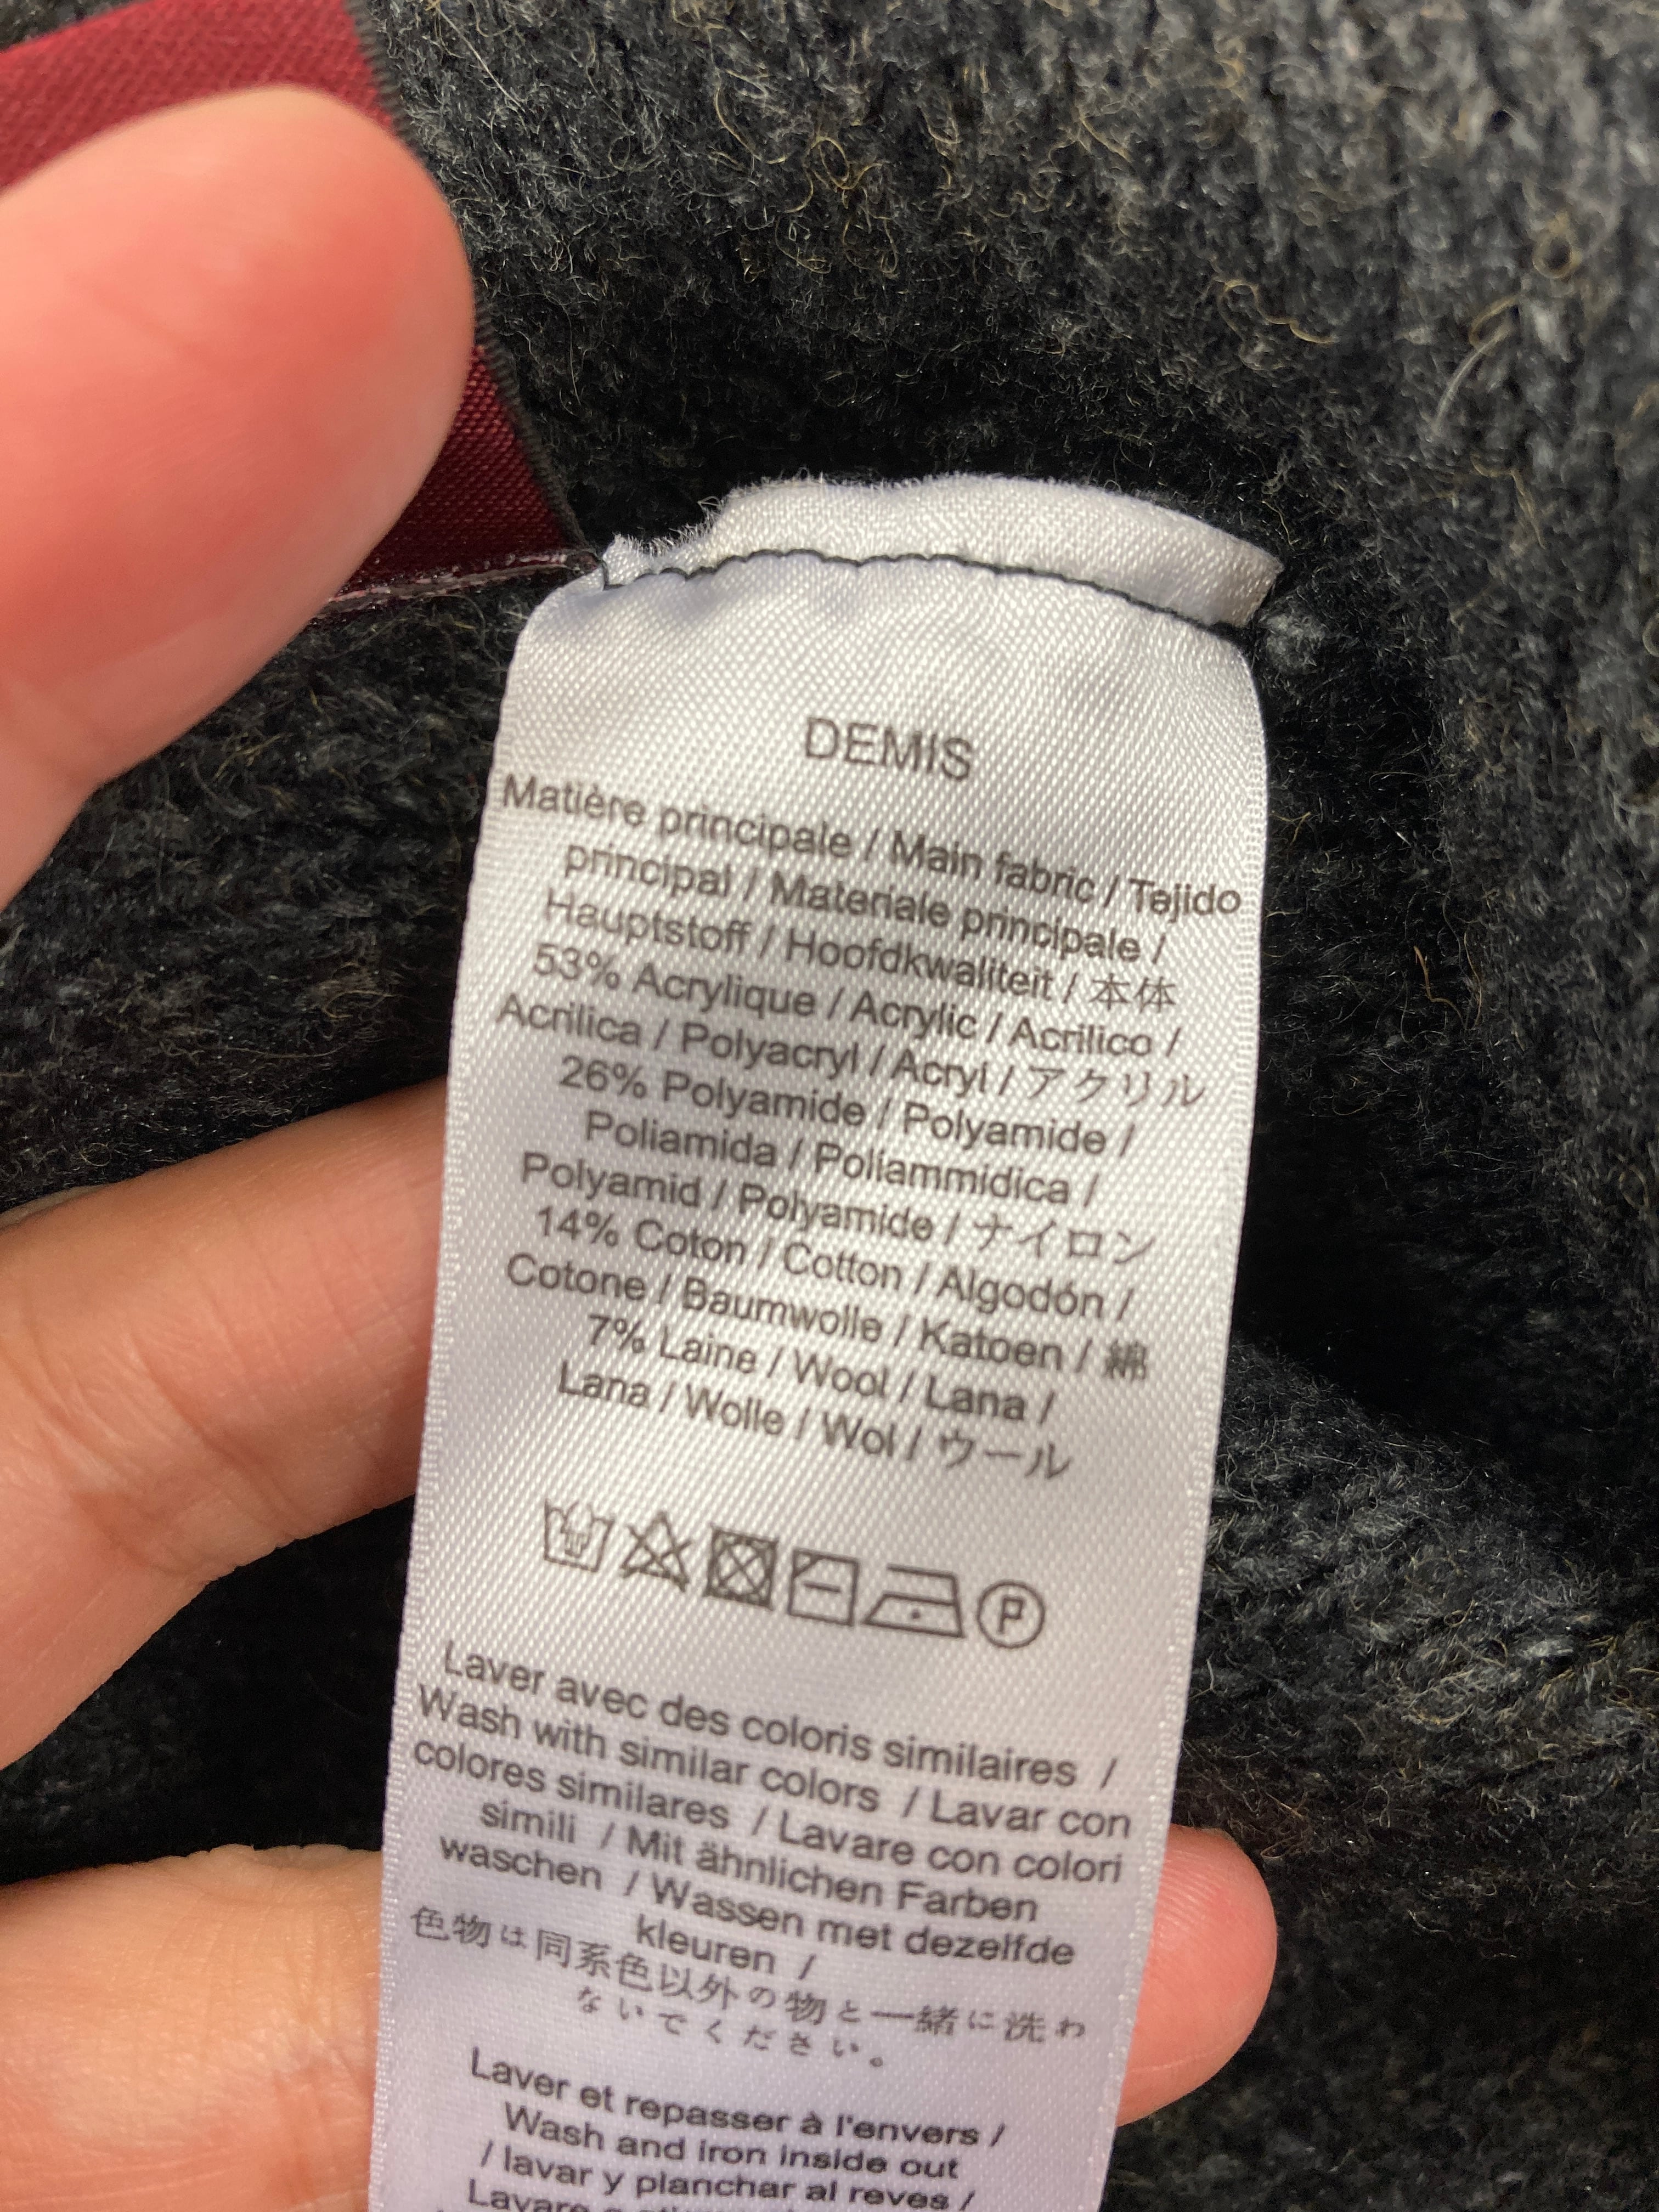 DEMIS
Matière principale / Main fabric / Tejido
principal / Materiale principale /
Hauptstoff / Hoofdkwaliteit / 本体
53% Acrylique / Acrylic / Acrilico /
Acrilica / Polyacryl / Acryl / アクリル
26% Polyamide / Polyamide /
Poliamida / Poliammidica /
Polyamid / Polyamide / ナイロン
14% Coton / Cotton / Algodón /
Cotone / Baumwolle / Katoen / 綿
7% Laine / Wool / Lana /
Lana / Wolle / Wol / ウール
P
Laver avec des coloris similaires /
Wash with similar colors / Lavar con
colores similares / Lavare con colori
simili / Mit ähnlichen Farben
waschen / Wassen met dezelfde
kleuren /
色物は同系色以外の物と一緒に洗わ
ないでください。
Laver et repasser à l'envers /
Wash and iron inside out
/ lavar y planchar al reves /
Lavare